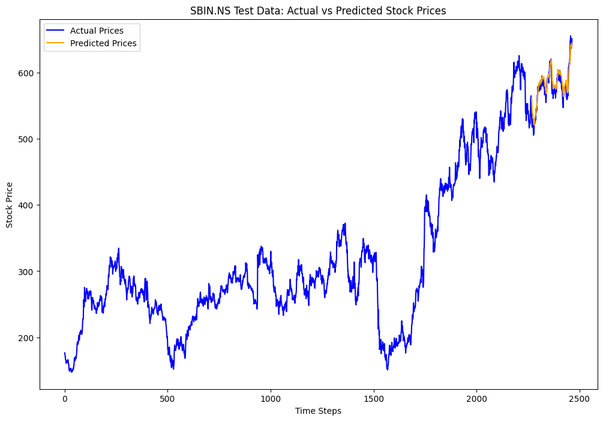 SBIN.NS Test Data: Actual vs Predicted Stock Prices
Actual Prices
Predicted Prices
600
500
400
300
200
Stock Price
0
500
1000
1500
2000
2500
Time Steps